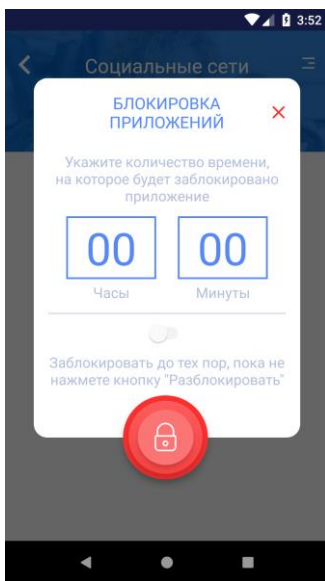 3:52
Социальные сети
БЛОКИРОВКА
ПРИЛОЖЕНИЙ
Укажите количество времени,
на которое будет заблокировано
приложение
00 00
Часы Минуты
Заблокировать до тех пор, пока не
нажмете кнопку "Разблокировать"